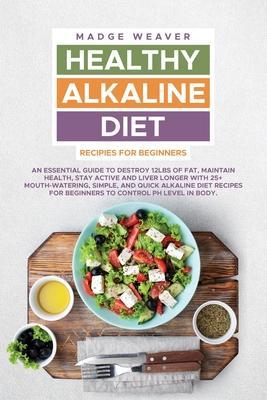 MADGE WEAVER
HEALTHY
ALKALINE
DIET
RECIPIES FOR BEGINNERS
AN ESSENTIAL GUIDE TO DESTROY 12LBS OF FAT, MAINTAIN
HEALTH, STAY ACTIVE AND LIVER LONGER WITH 25+
MOUTH-WATERING, SIMPLE, AND QUICK ALKALINE DIET RECIPES
FOR BEGINNERS TO CONTROL PH LEVEL IN BODY.